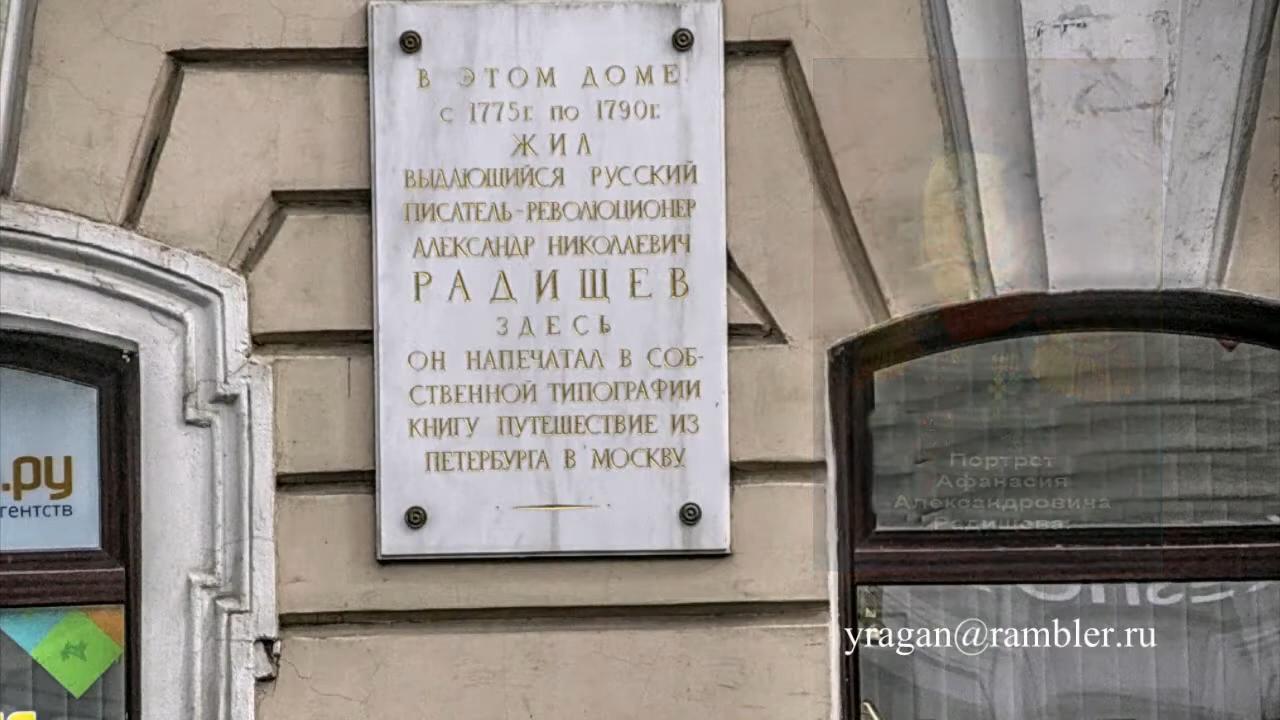 В ЭТОМ ДОМЕ
С 1775г. ПО 1790г.
ЖИЛ
ВЫДАЮЩИЙСЯ РУССКИЙ
ПИСАТЕЛЬ-РЕВОЛЮЦИОНЕР
АЛЕКСАНДР НИКОЛАЕВИЧ
РАДИЩЕВ
ЗДЕСЬ
ОН НАПЕЧАТАЛ В СОБ-
СТВЕННОЙ ТИПОГРАФИИ
КНИГУ ПУТЕШЕСТВИЕ ИЗ
ПЕТЕРБУРГА В МОСКВУ.
.ру
гентств
Портрет
Афанасия
Александровича
Радищева
yragan@rambler.ru